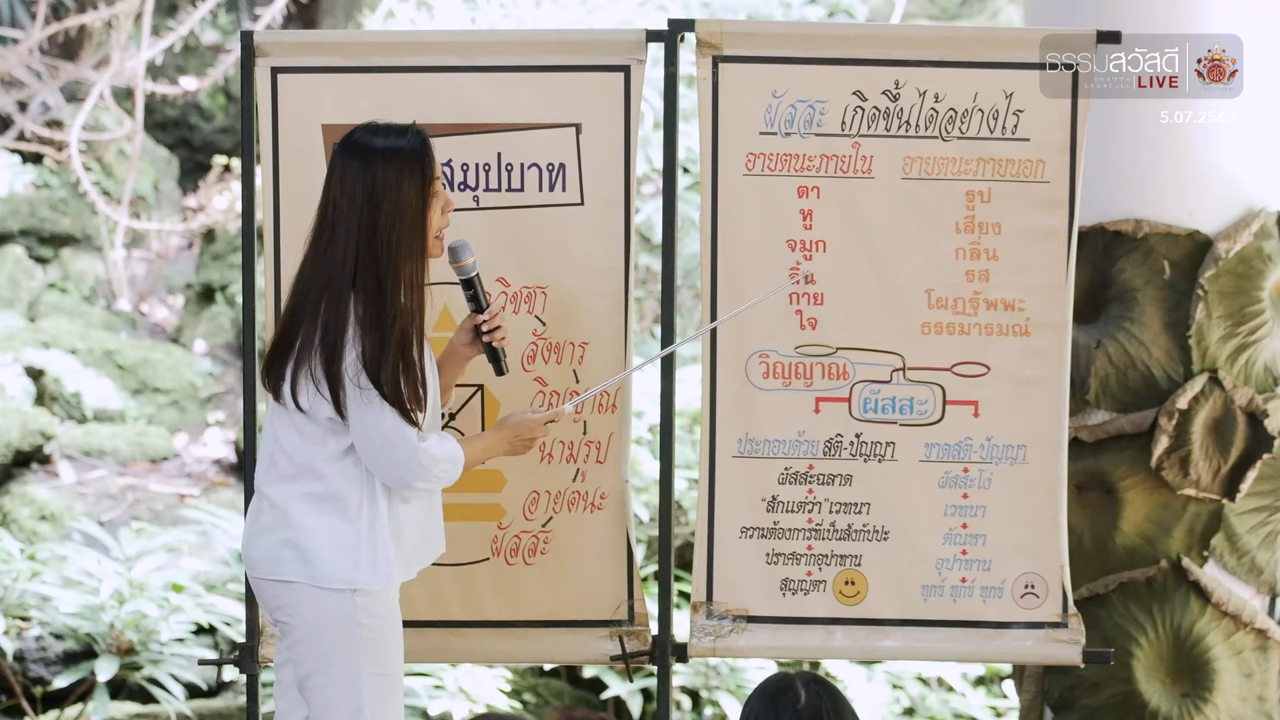 สมุปบาท
วิชชา
สังขาร
วิญญาณ
นามรูป
อายตนะ
ผัสสะ
ผัสสะ เกิดขึ้นได้อย่างไร
อายตนะภายใน อายตนะภายนอก
ตา รูป
หู เสียง
จมูก กลิ่น
ลิ้น รส
กาย โผฏฐัพพะ
ใจ ธรรมารมณ์
วิญญาณ
ผัสสะ
ประกอบด้วย สติ-ปัญญา
ผัสสะฉลาด
"สักแต่ว่า"เวทนา
ความต้องการที่เป็นสังกัปปะ
ปราศจากอุปาทาน
สุญญตา
ขาดสติ-ปัญญา
ผัสสะโง่
เวทนา
ตัณหา
อุปาทาน
ทุกข์ ทุกข์ ทุกข์
ธรรมสวัสดี
LIVE